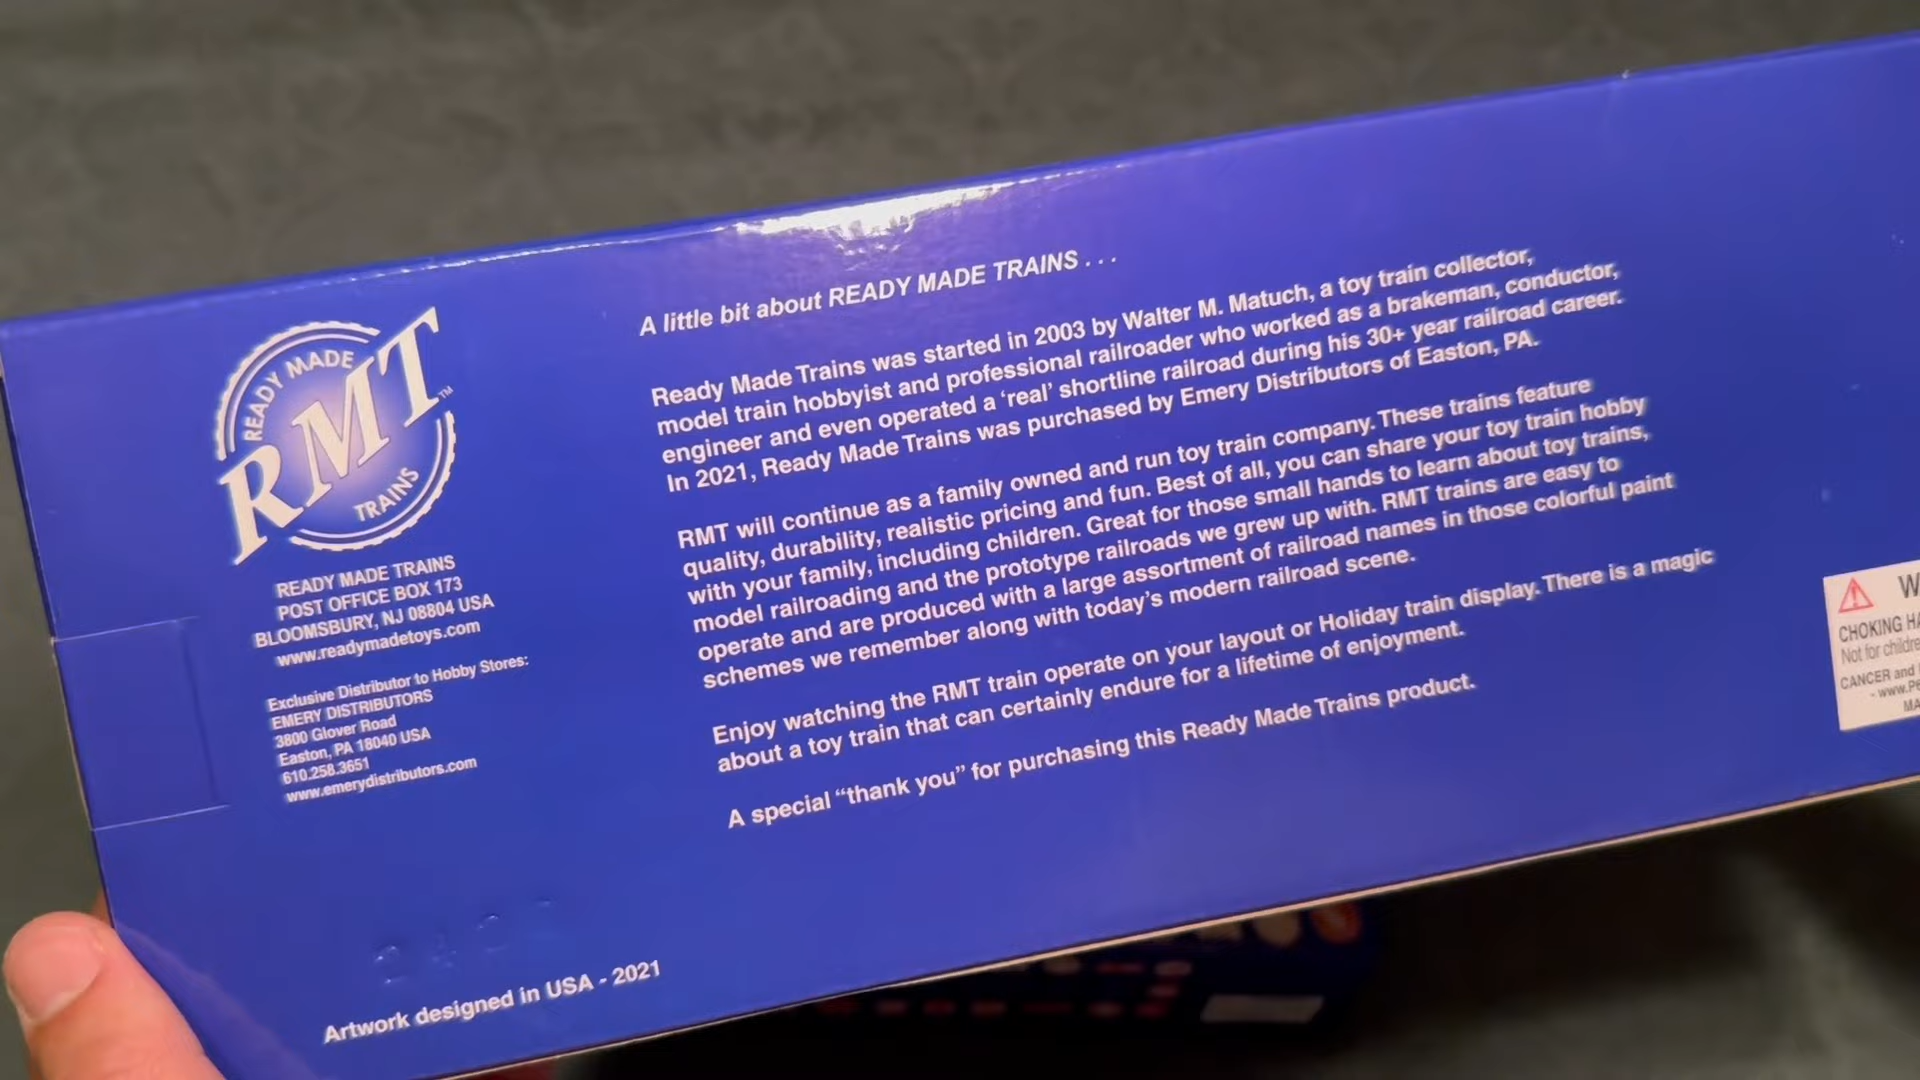 READY MADE
RMT
TM
TRAINS
READY MADE TRAINS
POST OFFICE BOX 173
BLOOMSBURY, NJ 08804 USA
www.readymadetoys.com
Exclusive Distributor to Hobby Stores:
EMERY DISTRIBUTORS
3800 Glover Road
Easton, PA 18040 USA
610.258.3651
www.emerydistributors.com
A little bit about READY MADE TRAINS . . .
Ready Made Trains was started in 2003 by Walter M. Matuch, a toy train collector,
model train hobbyist and professional railroader who worked as a brakeman, conductor,
engineer and even operated a ‘real’ shortline railroad during his 30+ year railroad career.
In 2021, Ready Made Trains was purchased by Emery Distributors of Easton, PA.
RMT will continue as a family owned and run toy train company. These trains feature
quality, durability, realistic pricing and fun. Best of all, you can share your toy train hobby
with your family, including children. Great for those small hands to learn about toy trains,
model railroading and the prototype railroads we grew up with. RMT trains are easy to
operate and are produced with a large assortment of railroad names in those colorful paint
schemes we remember along with today’s modern railroad scene.
Enjoy watching the RMT train operate on your layout or Holiday train display. There is a magic
about a toy train that can certainly endure for a lifetime of enjoyment.
A special “thank you” for purchasing this Ready Made Trains product.
Artwork designed in USA - 2021
CHOKING
Not for
CANCER and